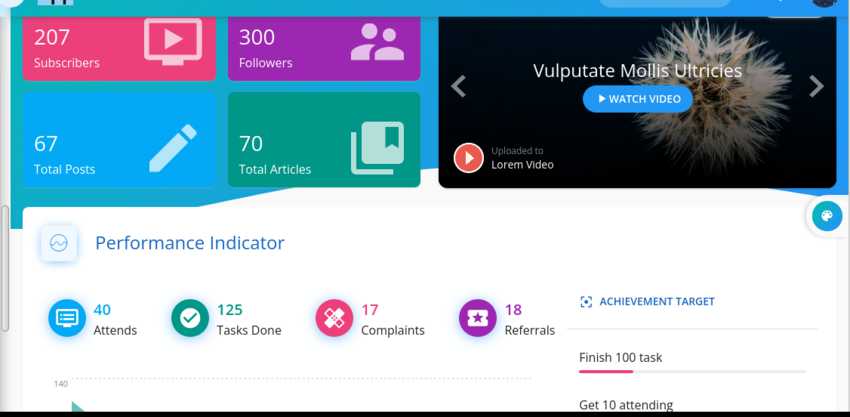 207
Subscribers
300
Followers
67
Total Posts
70
Total Articles
Vulputate Mollis Ultricies
WATCH VIDEO
Uploaded to
Lorem Video
Performance Indicator
40
Attends
125
Tasks Done
17
Complaints
18
Referrals
ACHIEVEMENT TARGET
Finish 100 task
Get 10 attending
140